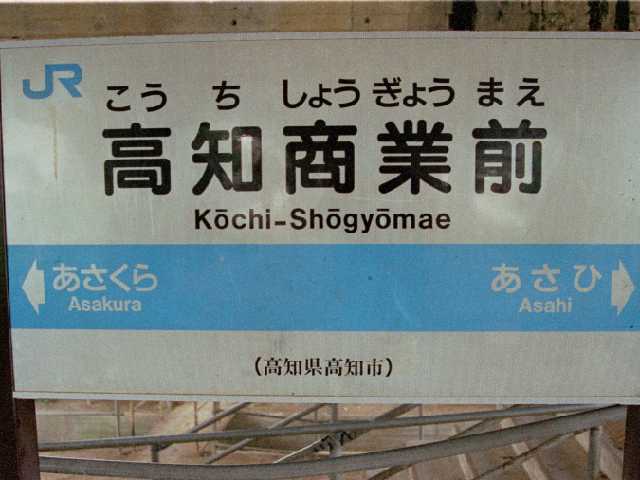 JR
こうち しょうぎょうまえ
高知商業前
Kōchi-Shōgyōmae
あさくら あさひ
Asakura Asahi
(高知県高知市)